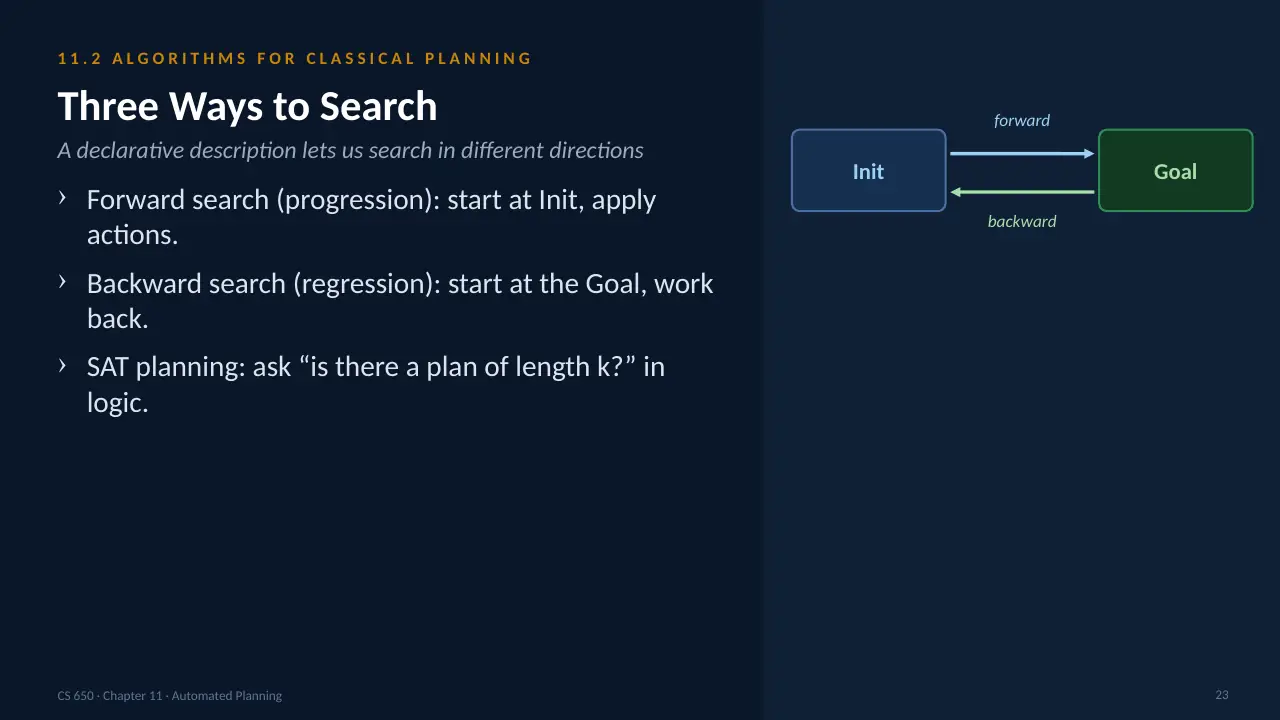 11.2 ALGORITHMS FOR CLASSICAL PLANNING
Three Ways to Search
A declarative description lets us search in different directions
› Forward search (progression): start at Init, apply
actions.
› Backward search (regression): start at the Goal, work
back.
› SAT planning: ask “is there a plan of length k?” in
logic.
forward
Init
Goal
backward
CS 650 · Chapter 11 · Automated Planning
23